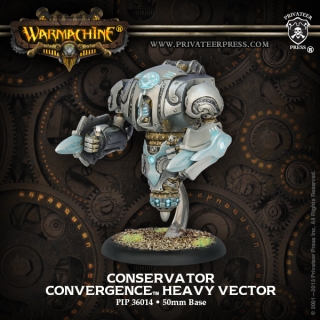 WARMACHINE®
WWW.PRIVATEERPRESS.COM
PRIVATEER
PRESS®
CONSERVATOR
CONVERGENCE™ HEAVY VECTOR
PIP 36014 • 50mm Base